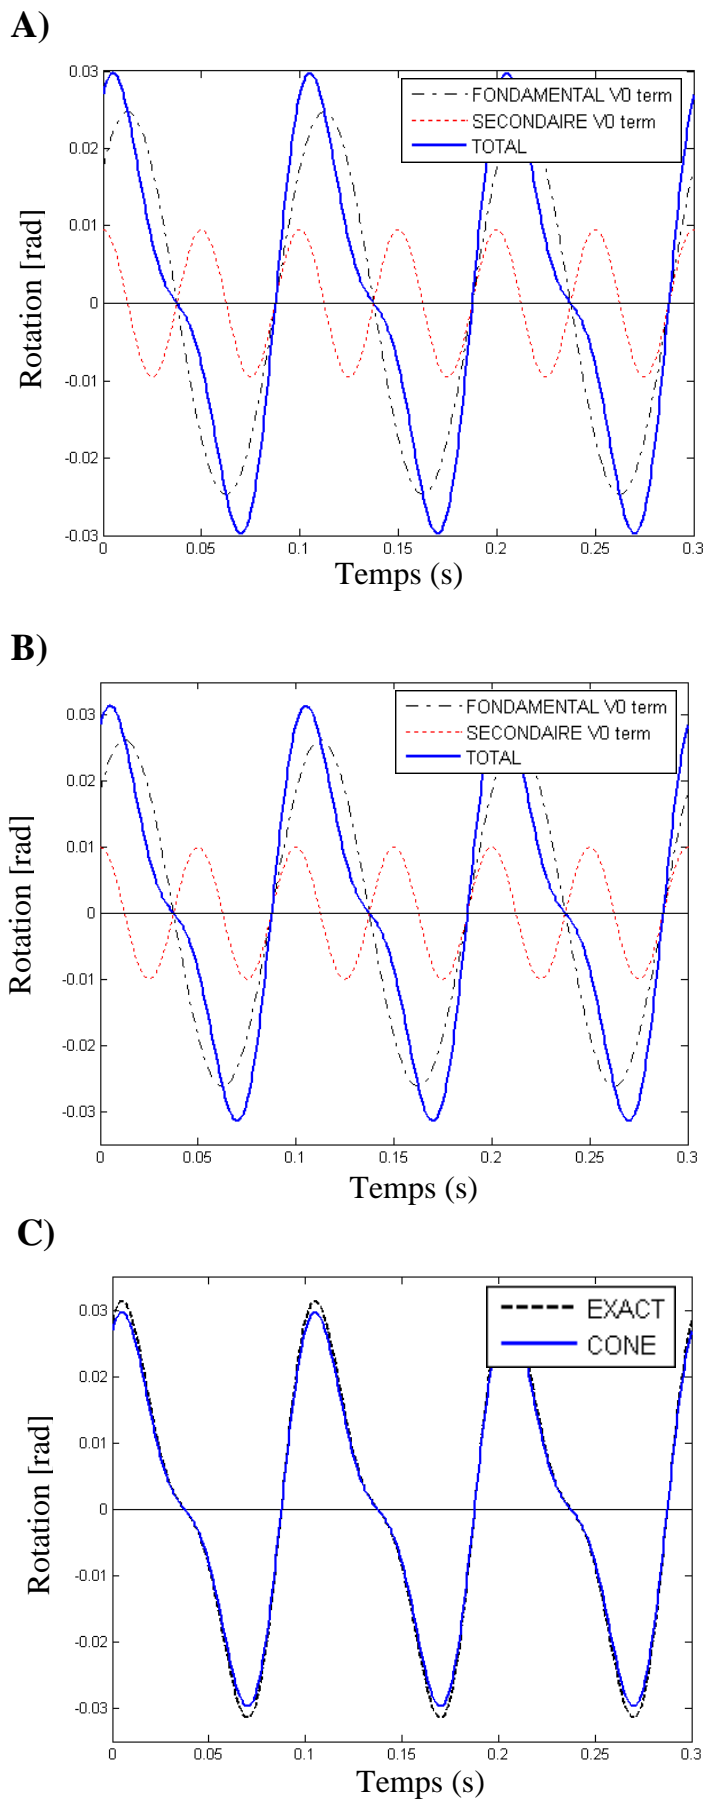 A)
0.03
0.02
0.01
0
-0.01
-0.02
-0.03
Rotation [rad]
FONDAMENTAL V0 term
SECONDAIRE V0 term
TOTAL
0 0.05 0.1 0.15 0.2 0.25 0.3
Temps (s)
B)
0.03
0.02
0.01
0
-0.01
-0.02
-0.03
Rotation [rad]
FONDAMENTAL V0 term
SECONDAIRE V0 term
TOTAL
0 0.05 0.1 0.15 0.2 0.25 0.3
Temps (s)
C)
0.03
0.02
0.01
0
-0.01
-0.02
-0.03
Rotation [rad]
EXACT
CONE
0 0.05 0.1 0.15 0.2 0.25 0.3
Temps (s)